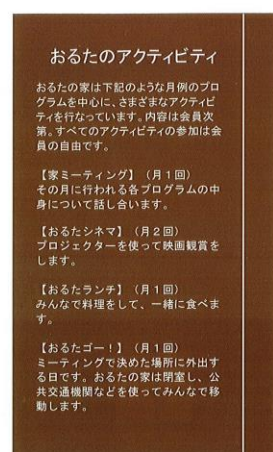 おるたのアクティビティ
おるたの家は下記のような月例のプロ
グラムを中心に、さまざまなアクティビ
ティを行なっています。内容は会員次
第。すべてのアクティビティの参加は会
員の自由です。
【家ミーティング】（月１回）
その月に行われる各プログラムの中
身について話し合います。
【おるたシネマ】（月２回）
プロジェクターを使って映画観賞を
します。
【おるたランチ】（月１回）
みんなで料理をして、一緒に食べま
す。
【おるたゴー！】（月１回）
ミーティングで決めた場所に外出す
る日です。おるたの家は閉室し、公
共交通機関などを使ってみんなで移
動します。